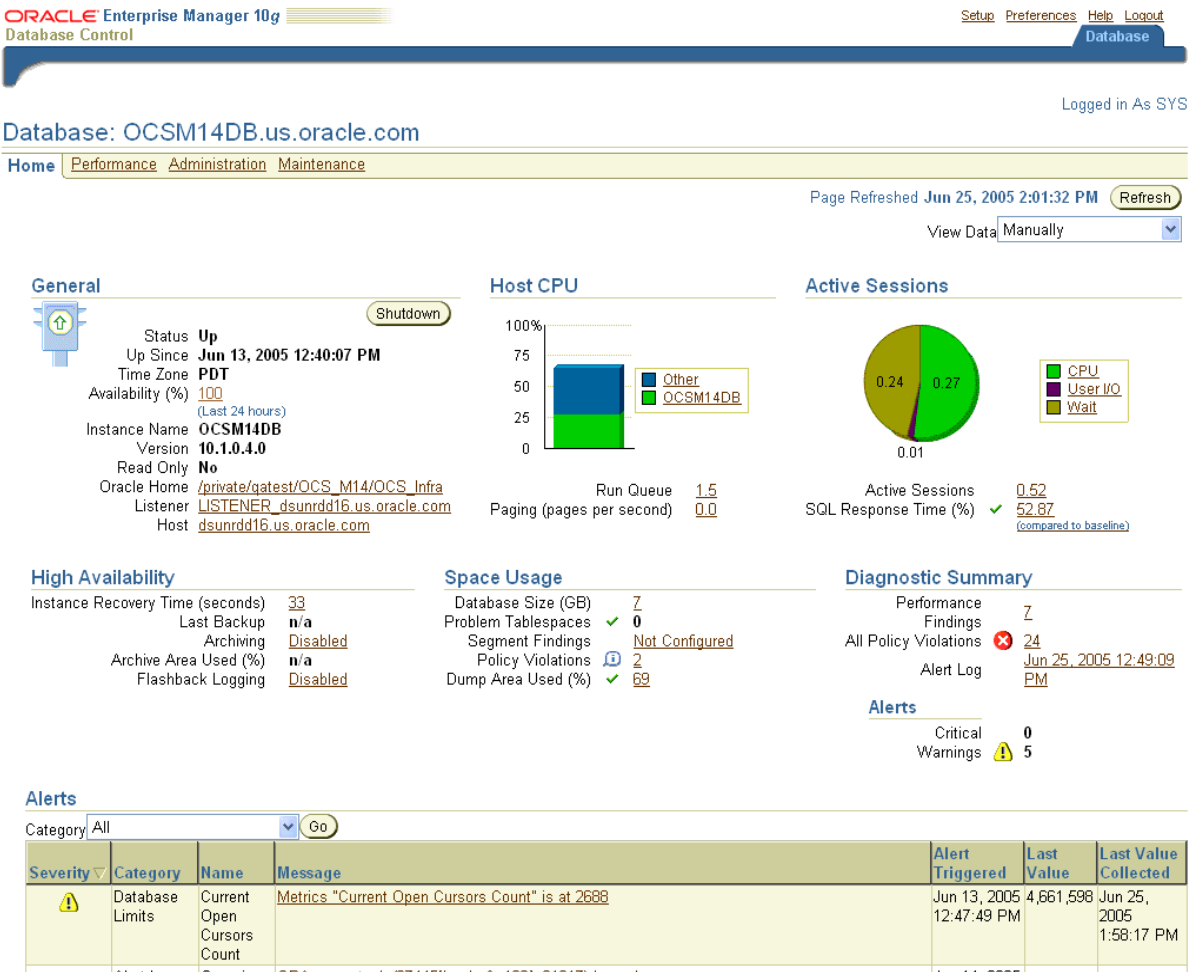 ORACLE Enterprise Manager 10g
Database Control
Setup Preferences Help Logout
Database
Logged in As SYS
Database: OCSM14DB.us.oracle.com
Home Performance Administration Maintenance
Page Refreshed Jun 25, 2005 2:01:32 PM Refresh
View Data Manually
General
Shutdown
Status Up
Up Since Jun 13, 2005 12:40:07 PM
Time Zone PDT
Availability (%) 100
(Last 24 hours)
Instance Name OCSM14DB
Version 10.1.0.4.0
Read Only No
Oracle Home /private/qatest/OCS_M14/OCS_Infra
Listener LISTENER_dsunrdd16.us.oracle.com
Host dsunrdd16.us.oracle.com
Host CPU
100%
75
50
25
0
Other
OCSM14DB
Run Queue 1.5
Paging (pages per second) 0.0
Active Sessions
0.24 0.27
0.01
CPU
User I/O
Wait
Active Sessions 0.52
SQL Response Time (%) 52.87
(compared to baseline)
High Availability
Instance Recovery Time (seconds) 33
Last Backup n/a
Archiving Disabled
Archive Area Used (%) n/a
Flashback Logging Disabled
Space Usage
Database Size (GB) 7
Problem Tablespaces 0
Segment Findings Not Configured
Policy Violations 2
Dump Area Used (%) 69
Diagnostic Summary
Performance
Findings 7
All Policy Violations 24
Alert Log Jun 25, 2005 12:49:09
PM
Alerts
Critical 0
Warnings 5
Alerts
Category All Go
Severity Category Name Message Alert Triggered Last Value Last Value Collected
Database Limits Current Open Cursors Count Metrics "Current Open Cursors Count" is at 2688 Jun 13, 2005 12:47:49 PM 4,661,598 Jun 25, 2005 1:58:17 PM